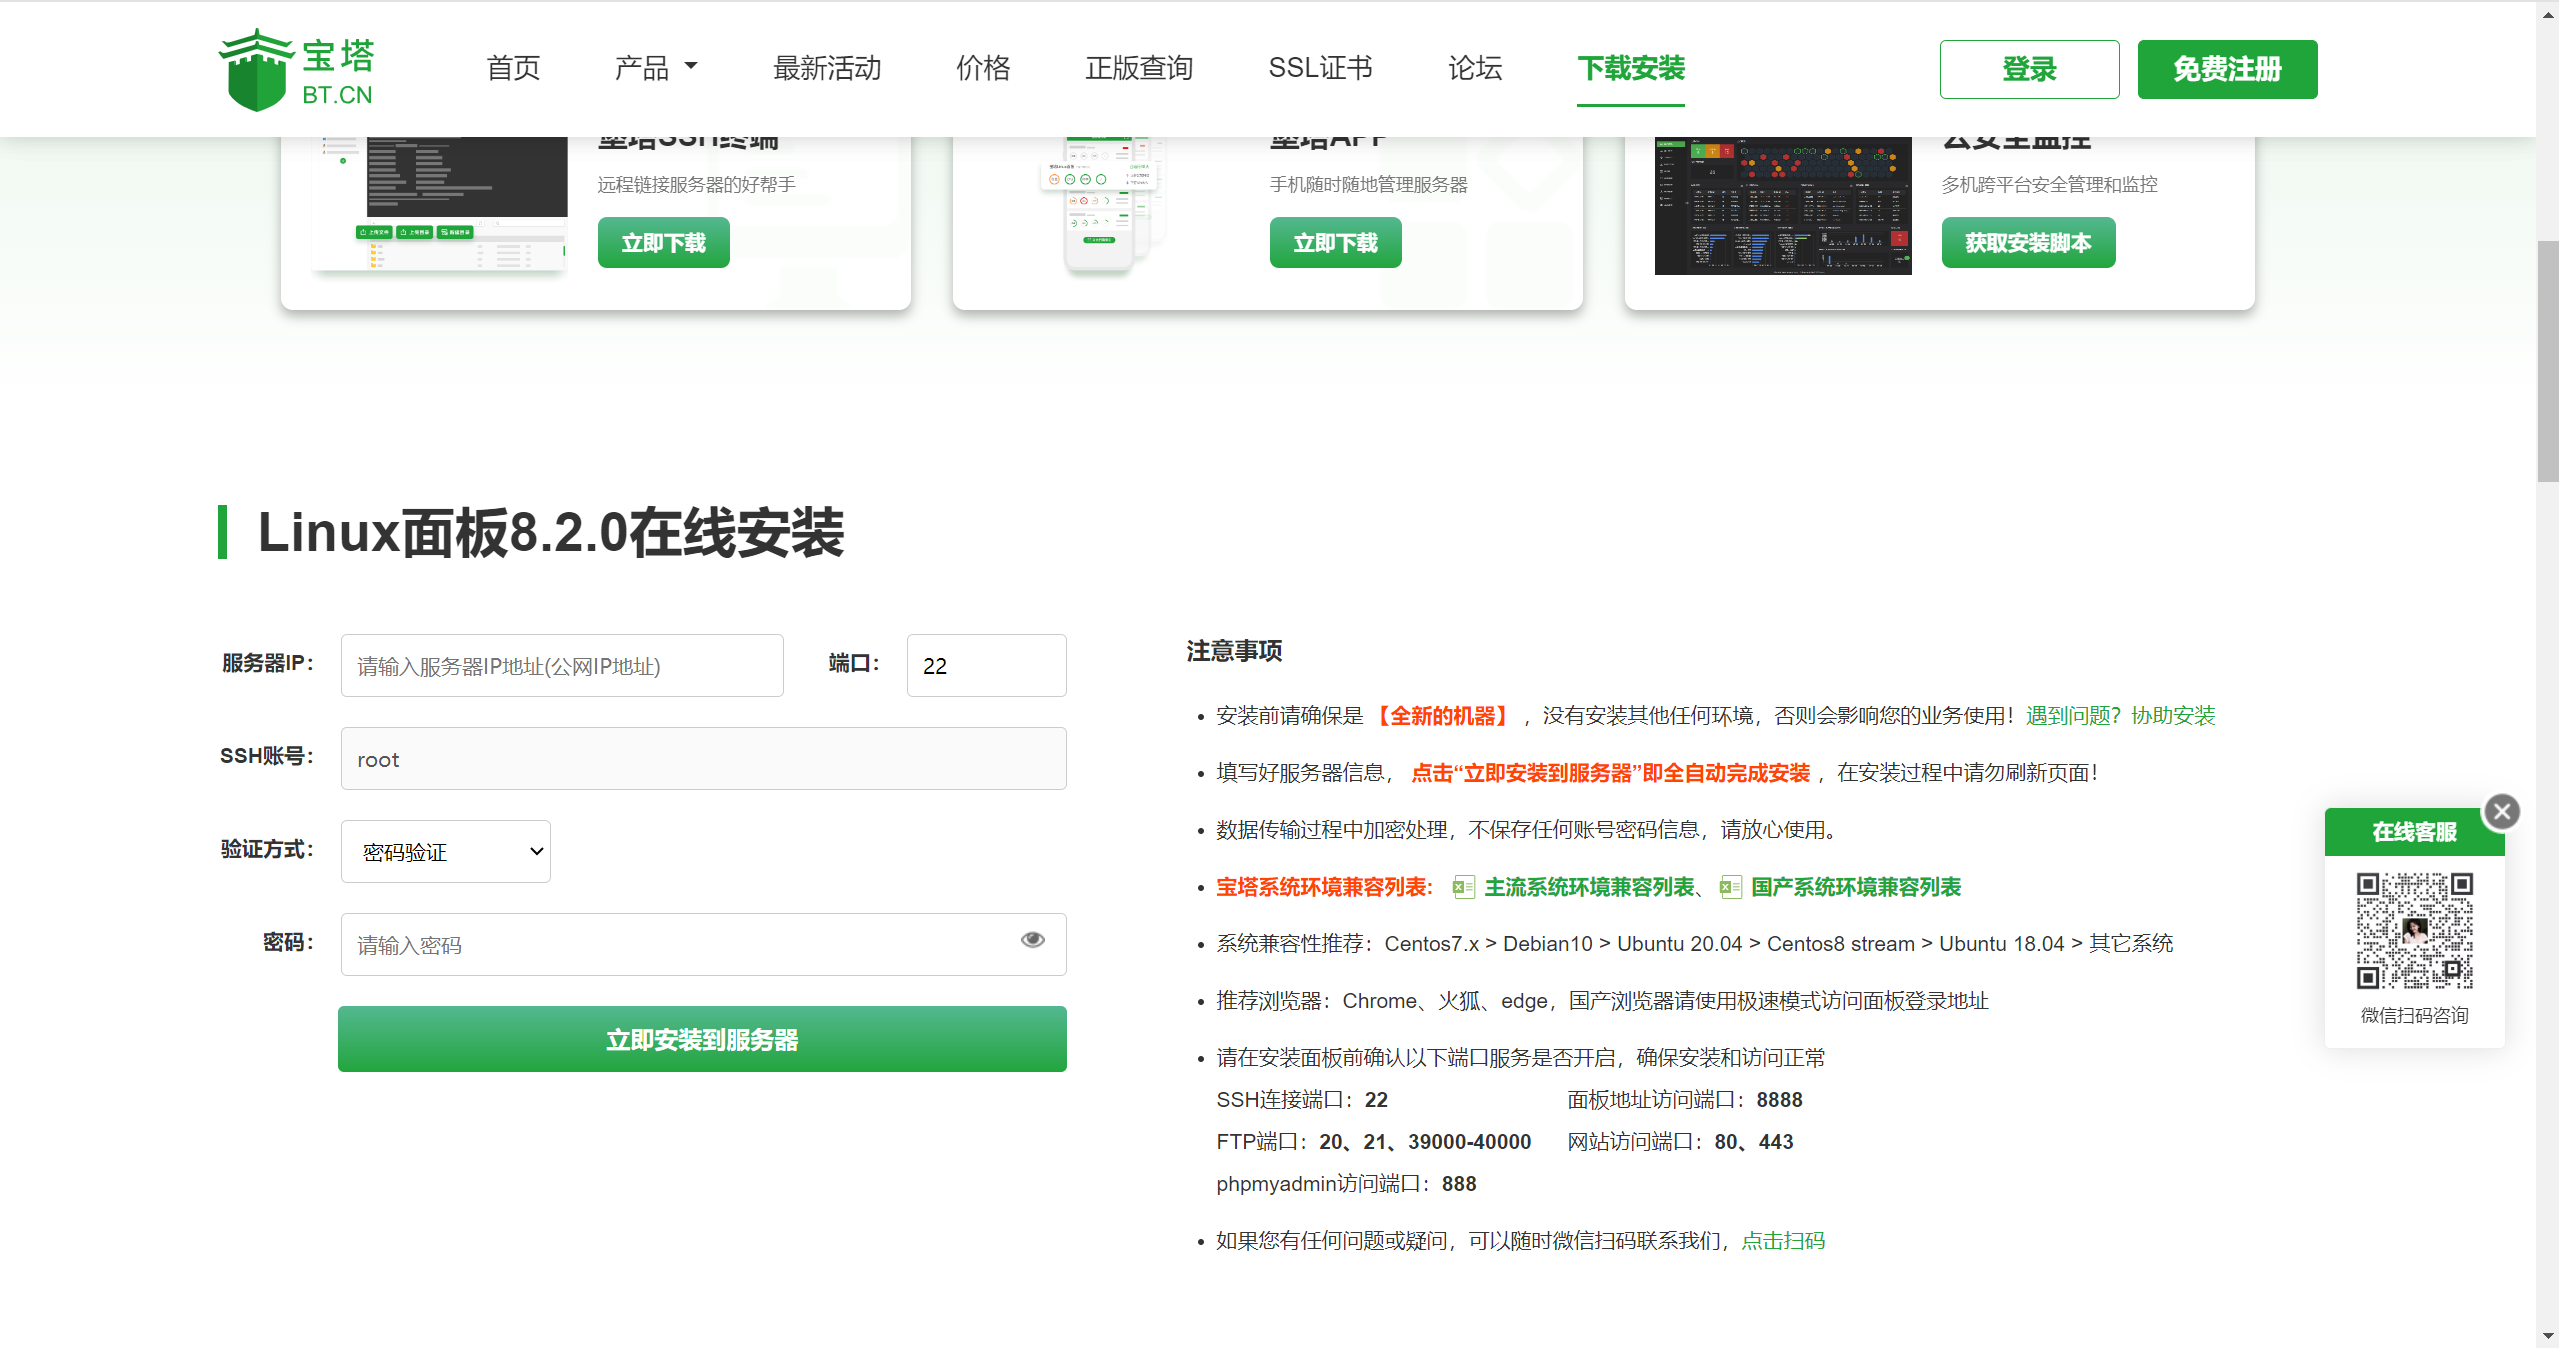 宝塔
BT.CN
首页
产品
最新活动
价格
正版查询
SSL证书
论坛
下载安装
登录
免费注册
堡塔SSH终端
远程链接服务器的好帮手
立即下载
堡塔APP
手机随时随地管理服务器
立即下载
云安全监控
多机跨平台安全管理和监控
获取安装脚本
Linux面板8.2.0在线安装
服务器IP：
请输入服务器IP地址(公网IP地址)
端口：
22
SSH账号：
root
验证方式：
密码验证
密码：
请输入密码
立即安装到服务器
注意事项
安装前请确保是【全新的机器】，没有安装其他任何环境，否则会影响您的业务使用！遇到问题？协助安装
填写好服务器信息，点击“立即安装到服务器”即全自动完成安装，在安装过程中请勿刷新页面！
数据传输过程中加密处理，不保存任何账号密码信息，请放心使用。
宝塔系统环境兼容列表：主流系统环境兼容列表、国产系统环境兼容列表
系统兼容性推荐：Centos7.x > Debian10 > Ubuntu 20.04 > Centos8 stream > Ubuntu 18.04 > 其它系统
推荐浏览器：Chrome、火狐、edge，国产浏览器请使用极速模式访问面板登录地址
请在安装面板前确认以下端口服务是否开启，确保安装和访问正常
SSH连接端口：22 面板地址访问端口：8888
FTP端口：20、21、39000-40000 网站访问端口：80、443
phpmyadmin访问端口：888
如果您有任何问题或疑问，可以随时微信扫码联系我们，点击扫码
在线客服
微信扫码咨询